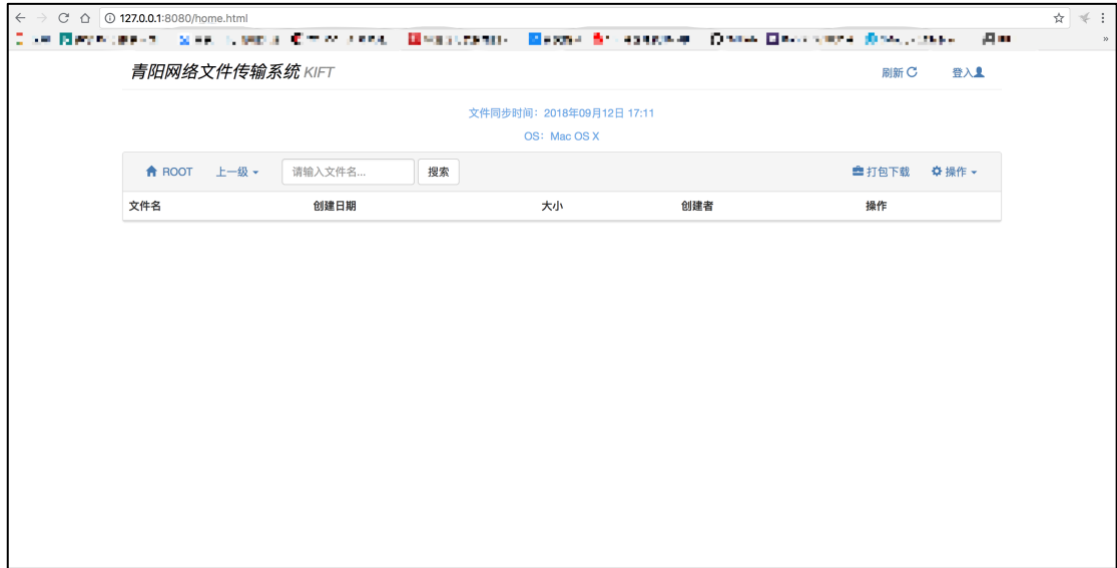 127.0.0.1:8080/home.html
青阳网络文件传输系统 KIFT 刷新 登入
文件同步时间：2018年09月12日 17:11
OS：Mac OS X
ROOT 上一级 请输入文件名... 搜索 打包下载 操作
文件名 创建日期 大小 创建者 操作